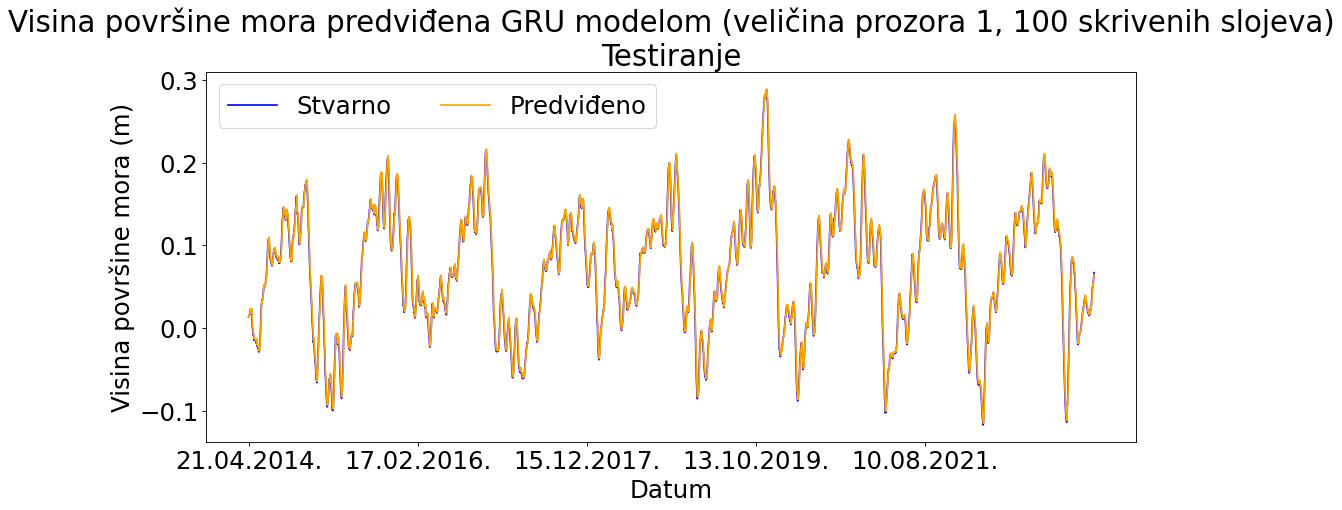 Visina površine mora predviđena GRU modelom (veličina prozora 1, 100 skrivenih slojeva)
Testiranje
Stvarno Predviđeno
Visina površine mora (m)
0.3
0.2
0.1
0.0
−0.1
21.04.2014. 17.02.2016. 15.12.2017. 13.10.2019. 10.08.2021.
Datum